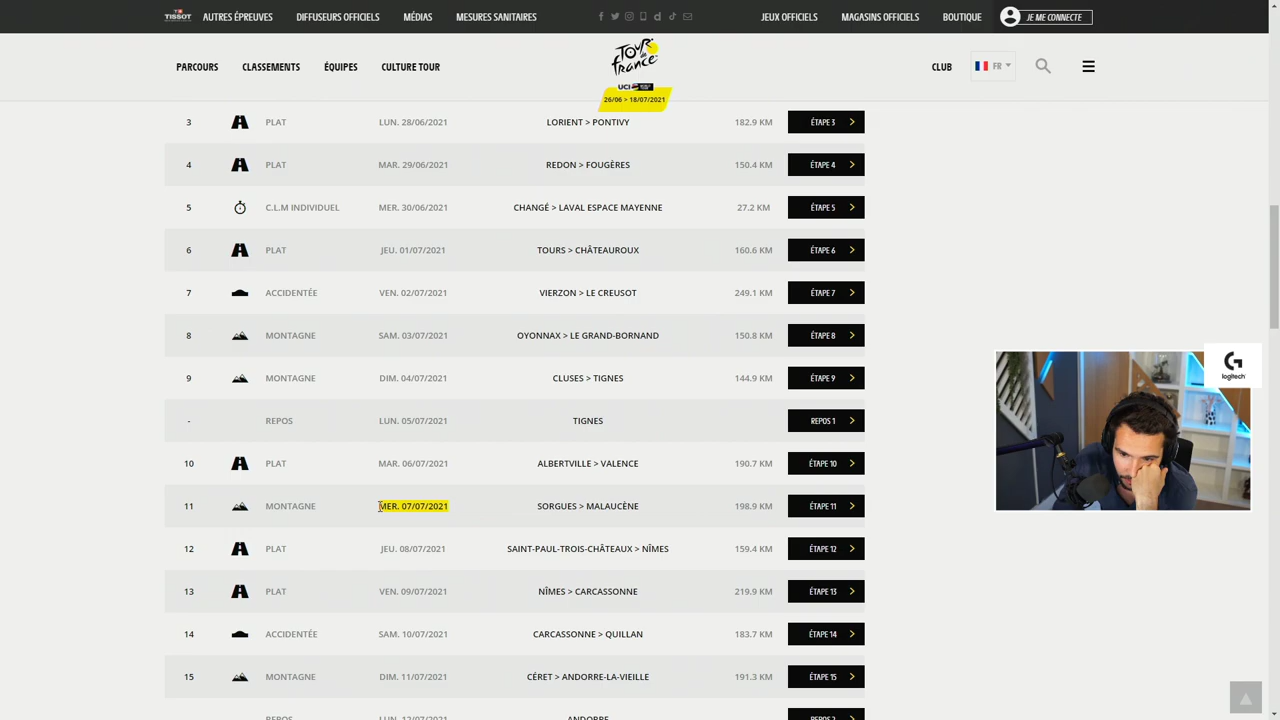 TISSOT AUTRES ÉPREUVES DIFFUSEURS OFFICIELS MÉDIAS MESURES SANITAIRES JEUX OFFICIELS MAGASINS OFFICIELS BOUTIQUE JE ME CONNECTE
PARCOURS CLASSEMENTS ÉQUIPES CULTURE TOUR Tour de france CLUB FR
UCI
26/06 > 18/07/2021
3 PLAT LUN. 28/06/2021 LORIENT > PONTIVY 182.9 KM ÉTAPE 3
4 PLAT MAR. 29/06/2021 REDON > FOUGÈRES 150.4 KM ÉTAPE 4
5 C.L.M INDIVIDUEL MER. 30/06/2021 CHANGÉ > LAVAL ESPACE MAYENNE 27.2 KM ÉTAPE 5
6 PLAT JEU. 01/07/2021 TOURS > CHÂTEAUROUX 160.6 KM ÉTAPE 6
7 ACCIDENTÉE VEN. 02/07/2021 VIERZON > LE CREUSOT 249.1 KM ÉTAPE 7
8 MONTAGNE SAM. 03/07/2021 OYONNAX > LE GRAND-BORNAND 150.8 KM ÉTAPE 8
9 MONTAGNE DIM. 04/07/2021 CLUSES > TIGNES 144.9 KM ÉTAPE 9
- REPOS LUN. 05/07/2021 TIGNES REPOS 1
10 PLAT MAR. 06/07/2021 ALBERTVILLE > VALENCE 190.7 KM ÉTAPE 10
11 MONTAGNE MER. 07/07/2021 SORGUES > MALAUCÈNE 198.9 KM ÉTAPE 11
12 PLAT JEU. 08/07/2021 SAINT-PAUL-TROIS-CHÂTEAUX > NÎMES 159.4 KM ÉTAPE 12
13 PLAT VEN. 09/07/2021 NÎMES > CARCASSONNE 219.9 KM ÉTAPE 13
14 ACCIDENTÉE SAM. 10/07/2021 CARCASSONNE > QUILLAN 183.7 KM ÉTAPE 14
15 MONTAGNE DIM. 11/07/2021 CÉRET > ANDORRE-LA-VIEILLE 191.3 KM ÉTAPE 15
REPOS LUN. 12/07/2021 ANDORRE REPOS 2
logitech